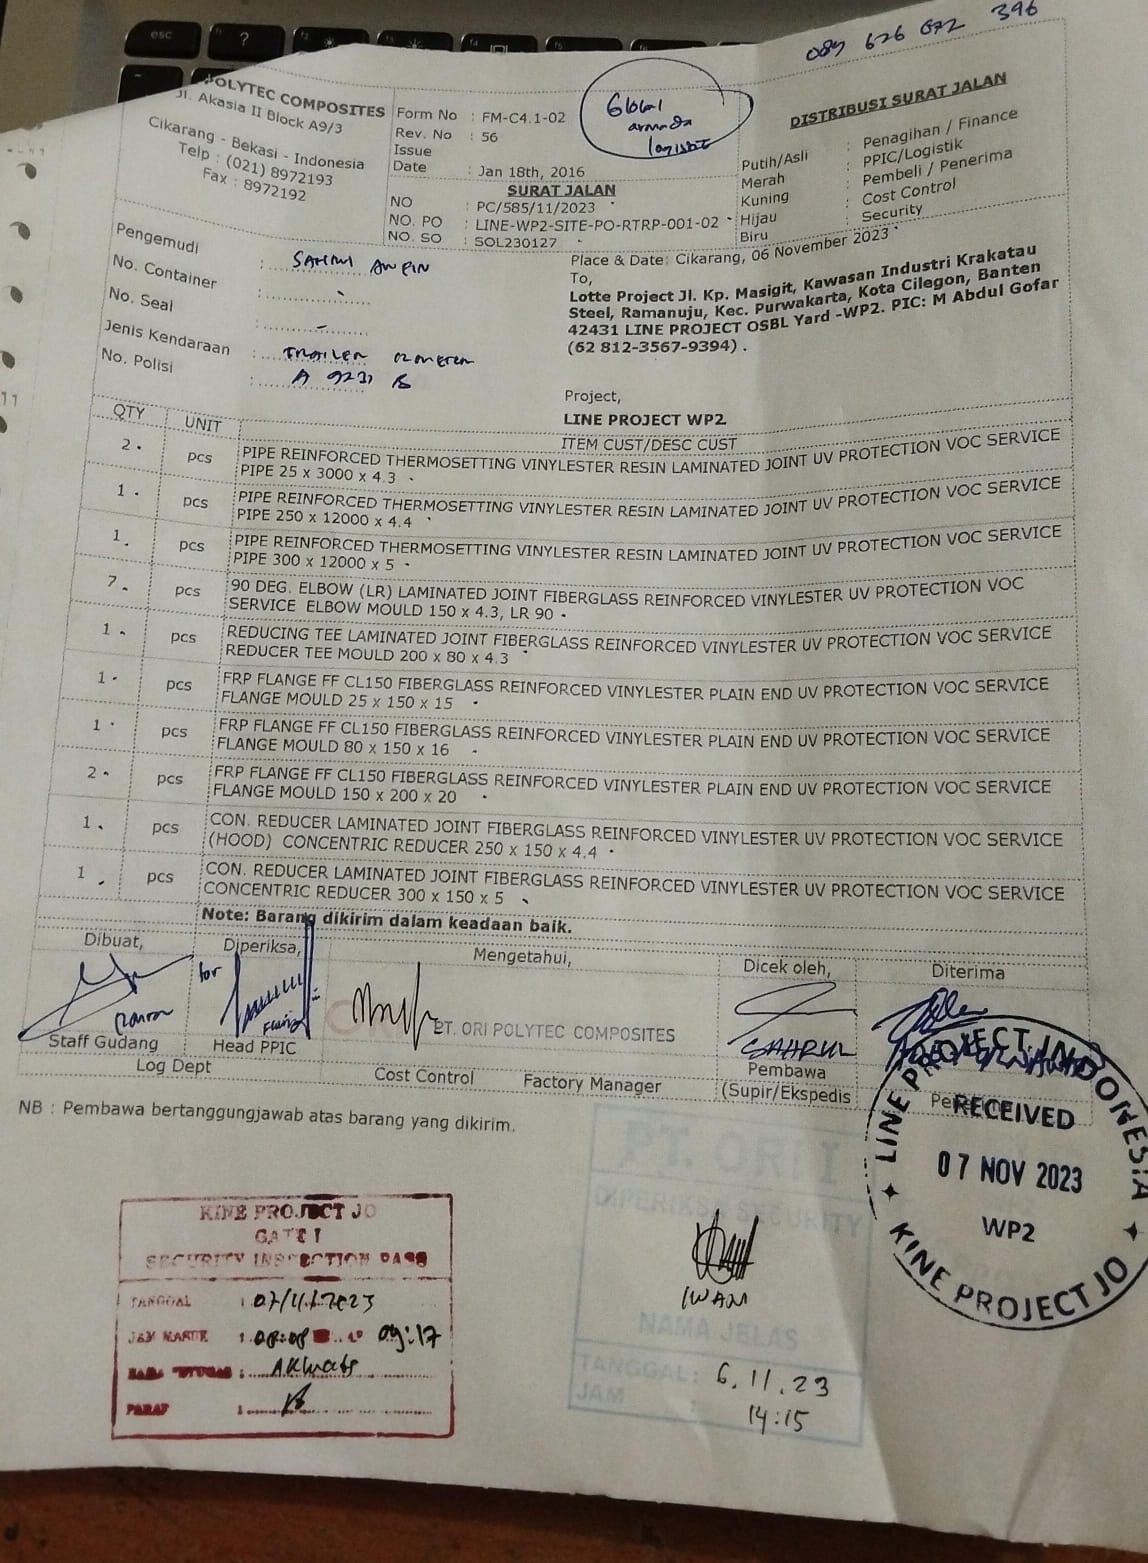 esc
?
089 626 672 396
POLYTEC COMPOSITES
Jl. Akasia II Block A9/3
Cikarang - Bekasi - Indonesia
Telp : (021) 8972193
Fax : 8972192
Form No : FM-C4.1-02
Rev. No : 56
Issue
Date : Jan 18th, 2016
SURAT JALAN
NO : PC/585/11/2023
NO. PO : LINE-WP2-SITE-PO-RTRP-001-02
NO. SO : SOL230127
Global
armada
DISTRIBUSI SURAT JALAN
Putih/Asli : Penagihan / Finance
Merah : PPIC/Logistik
Kuning : Pembeli / Penerima
Hijau : Cost Control
Biru : Security
Pengemudi :
No. Container : -
No. Seal : -
Jenis Kendaraan : TRAILER
No. Polisi : A 9231 B
Place & Date: Cikarang, 06 November 2023
To,
Lotte Project Jl. Kp. Masigit, Kawasan Industri Krakatau
Steel, Ramanuju, Kec. Purwakarta, Kota Cilegon, Banten
42431 LINE PROJECT OSBL Yard -WP2. PIC: M Abdul Gofar
(62 812-3567-9394) .
Project,
LINE PROJECT WP2
QTY UNIT ITEM CUST/DESC CUST
2 pcs PIPE REINFORCED THERMOSETTING VINYLESTER RESIN LAMINATED JOINT UV PROTECTION VOC SERVICE
PIPE 25 x 3000 x 4.3
1 pcs PIPE REINFORCED THERMOSETTING VINYLESTER RESIN LAMINATED JOINT UV PROTECTION VOC SERVICE
PIPE 250 x 12000 x 4.4
1 pcs PIPE REINFORCED THERMOSETTING VINYLESTER RESIN LAMINATED JOINT UV PROTECTION VOC SERVICE
PIPE 300 x 12000 x 5
7 pcs 90 DEG. ELBOW (LR) LAMINATED JOINT FIBERGLASS REINFORCED VINYLESTER UV PROTECTION VOC
SERVICE ELBOW MOULD 150 x 4.3, LR 90
1 pcs REDUCING TEE LAMINATED JOINT FIBERGLASS REINFORCED VINYLESTER UV PROTECTION VOC SERVICE
REDUCER TEE MOULD 200 x 80 x 4.3
1 pcs FRP FLANGE FF CL150 FIBERGLASS REINFORCED VINYLESTER PLAIN END UV PROTECTION VOC SERVICE
FLANGE MOULD 25 x 150 x 15
1 pcs FRP FLANGE FF CL150 FIBERGLASS REINFORCED VINYLESTER PLAIN END UV PROTECTION VOC SERVICE
FLANGE MOULD 80 x 150 x 16
2 pcs FRP FLANGE FF CL150 FIBERGLASS REINFORCED VINYLESTER PLAIN END UV PROTECTION VOC SERVICE
FLANGE MOULD 150 x 200 x 20
1 pcs CON. REDUCER LAMINATED JOINT FIBERGLASS REINFORCED VINYLESTER UV PROTECTION VOC SERVICE
(HOOD) CONCENTRIC REDUCER 250 x 150 x 4.4
1 pcs CON. REDUCER LAMINATED JOINT FIBERGLASS REINFORCED VINYLESTER UV PROTECTION VOC SERVICE
CONCENTRIC REDUCER 300 x 150 x 5
Note: Barang dikirim dalam keadaan baik.
Dibuat, Diperiksa, Mengetahui, Dicek oleh, Diterima
for
PT. ORI POLYTEC COMPOSITES
SAHRUL
Staff Gudang Head PPIC Pembawa
Log Dept Cost Control Factory Manager (Supir/Ekspedis
NB : Pembawa bertanggungjawab atas barang yang dikirim.
LINE PROJECT INDONESIA
RECEIVED
07 NOV 2023
WP2
KINE PROJECT JO
KINE PROJECT JO
GATE 1
SECURITY INSPECTION PASS
TANGGAL : 07/11/2023
JAM MASUK : 08:08 09:17
PARAF :
PT. ORI
DIPERIKSA SECURITY
IWAN
NAMA JELAS
TANGGAL: 6.11.23
JAM : 14:15